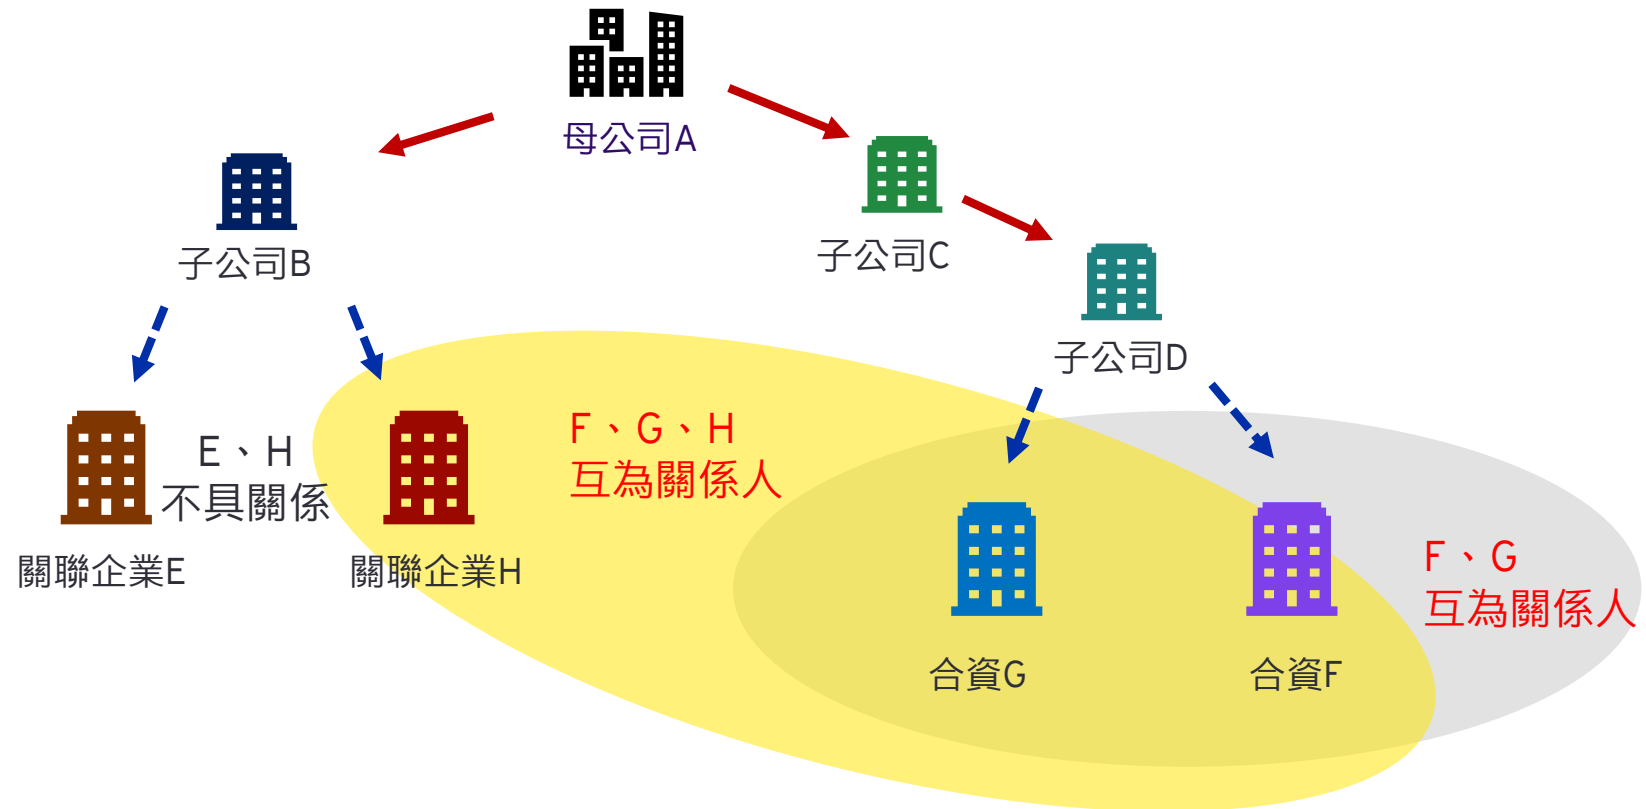 母公司A
子公司B
子公司C
子公司D
E、H
不具關係
F、G、H
互為關係人
F、G
互為關係人
關聯企業E
關聯企業H
合資G
合資F